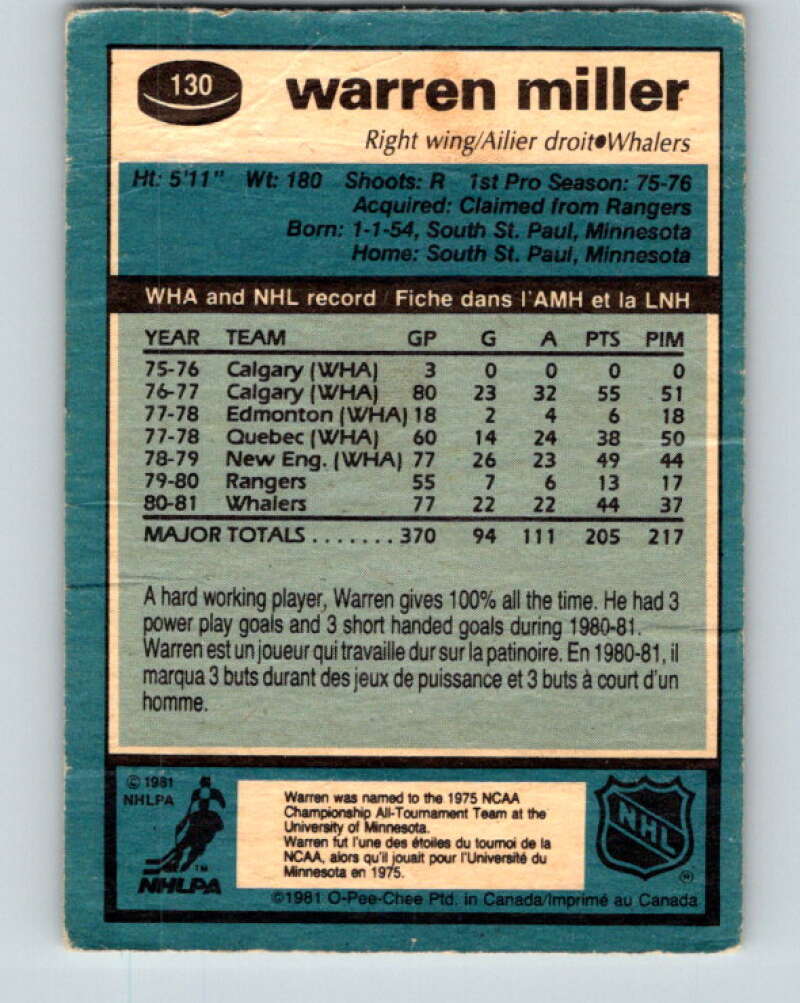 130
warren miller
Right wing/Ailier droit●Whalers
Ht: 5'11" Wt: 180 Shoots: R 1st Pro Season: 75-76
Acquired: Claimed from Rangers
Born: 1-1-54, South St. Paul, Minnesota
Home: South St. Paul, Minnesota
WHA and NHL record / Fiche dans l'AMH et la LNH
YEAR TEAM GP G A PTS PIM
75-76 Calgary (WHA) 3 0 0 0 0
76-77 Calgary (WHA) 80 23 32 55 51
77-78 Edmonton (WHA) 18 2 4 6 18
77-78 Quebec (WHA) 60 14 24 38 50
78-79 New Eng. (WHA) 77 26 23 49 44
79-80 Rangers 55 7 6 13 17
80-81 Whalers 77 22 22 44 37
MAJOR TOTALS.......370 94 111 205 217
A hard working player, Warren gives 100% all the time. He had 3
power play goals and 3 short handed goals during 1980-81.
Warren est un joueur qui travaille dur sur la patinoire. En 1980-81, il
marqua 3 buts durant des jeux de puissance et 3 buts à court d'un
homme.
© 1981
NHLPA
TM
NHLPA
Warren was named to the 1975 NCAA
Championship All-Tournament Team at the
University of Minnesota.
Warren fut l'une des étoiles du tournoi de la
NCAA, alors qu'il jouait pour l'Université du
Minnesota en 1975.
NHL
®
©1981 O-Pee-Chee Ptd. in Canada/Imprimé au Canada